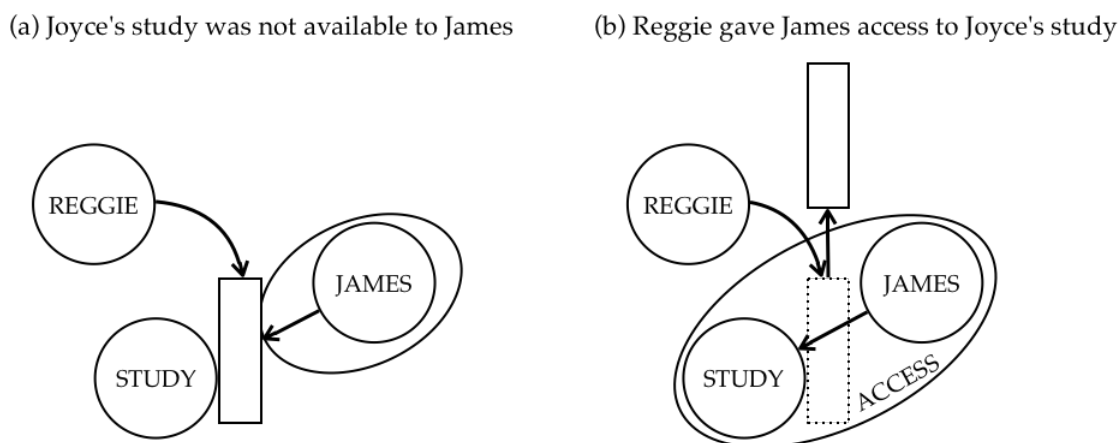 (a) Joyce's study was not available to James
REGGIE
JAMES
STUDY
(b) Reggie gave James access to Joyce's study
REGGIE
JAMES
STUDY
ACCESS